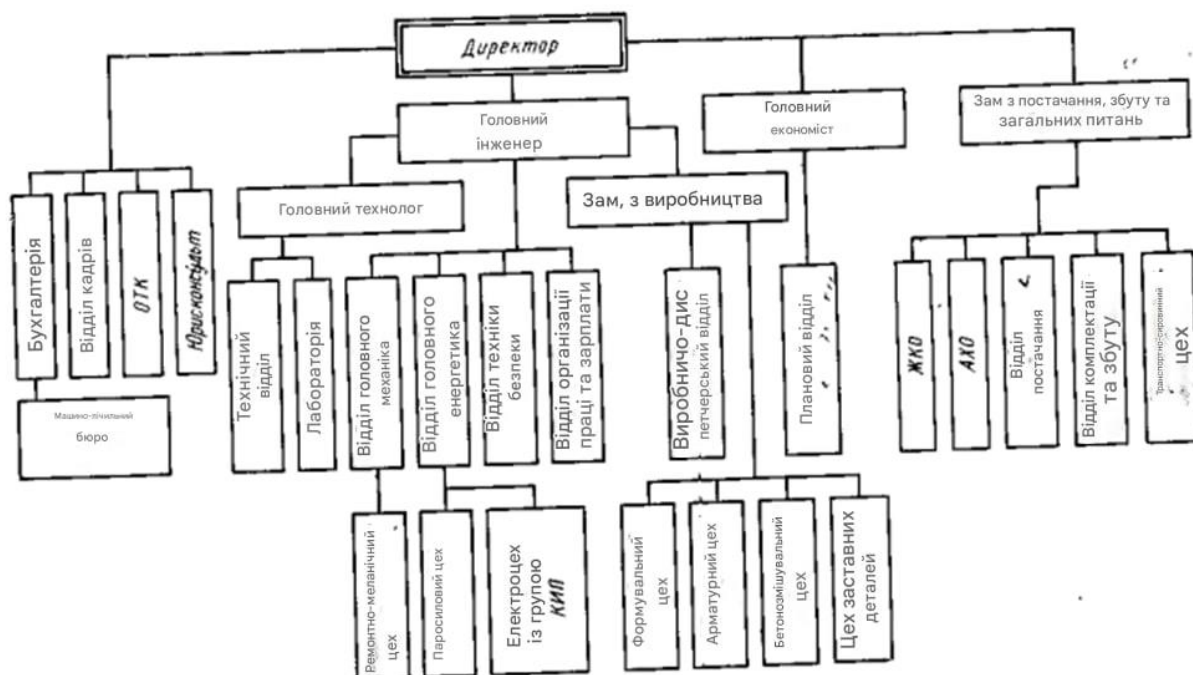 Директор
Головний
інженер
Головний
економіст
Зам з постачання, збуту та
загальних питань
Головний технолог
Зам, з виробництва
Бухгалтерія
Відділ кадрів
ОТК
Юрисконсульт
Машино-лічильний
бюро
Технічний
відділ
Лабораторія
Відділ головного
механіка
Відділ головного
енергетика
Відділ техніки
безпеки
Відділ організації
праці та зарплати
Виробничо-дис
петчерський відділ
Плановий відділ
ЖКО
АХО
Відділ
постачання
Відділ комплектації
та збуту
Транспортно-сировинний
цех
Ремонтно-меланічний
цех
Паросиловий цех
Електроцех
із групою
КИП
Формувальний
цех
Арматурний цех
Бетонозмішувальний
цех
Цех заставних
деталей